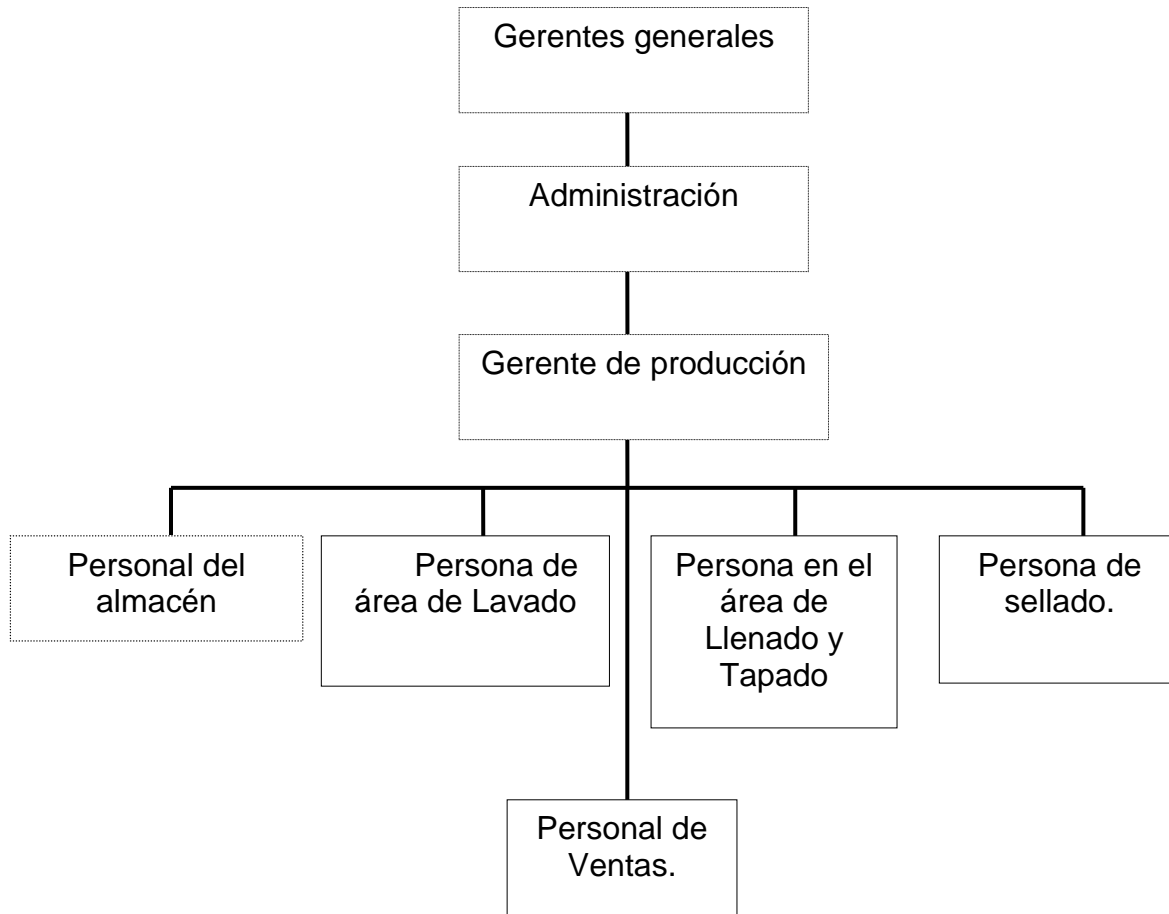 Gerentes generales
Administración
Gerente de producción
Personal del
almacén
Persona de
área de Lavado
Persona en el
área de
Llenado y
Tapado
Persona de
sellado.
Personal de
Ventas.